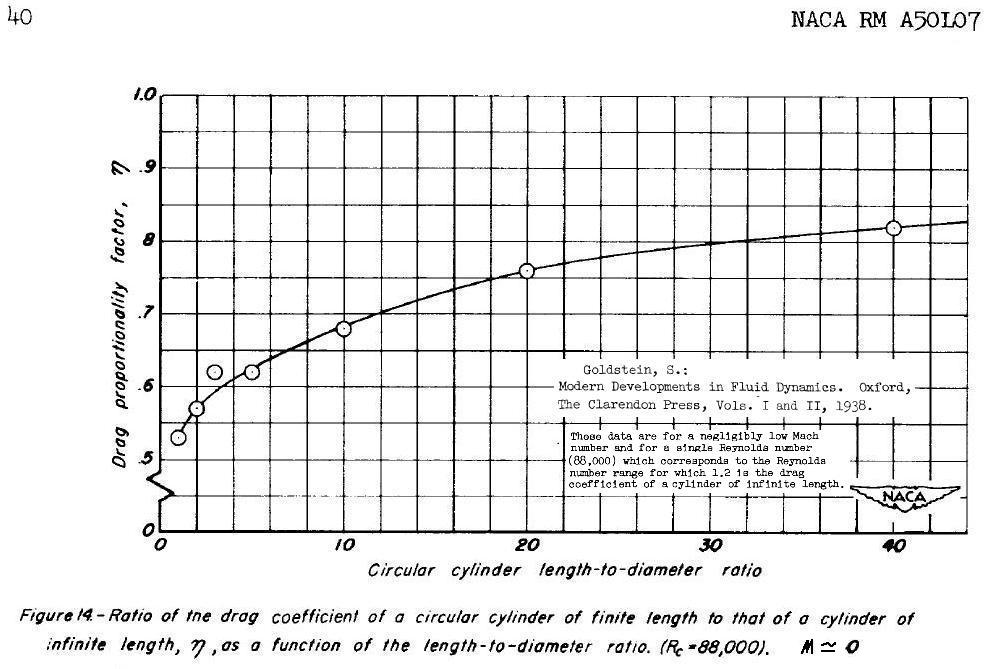 40
NACA RM A50L07
1.0
.9
.8
.7
.6
.5
0
Drag proportionality factor, η
Goldstein, S.:
Modern Developments in Fluid Dynamics. Oxford,
The Clarendon Press, Vols. I and II, 1938.
These data are for a negligibly low Mach
number and for a single Reynolds number
(88,000) which corresponds to the Reynolds
number range for which 1.2 is the drag
coefficient of a cylinder of infinite length.
NACA
0 10 20 30 40
Circular cylinder length-to-diameter ratio
Figure 14.-Ratio of the drag coefficient of a circular cylinder of finite length to that of a cylinder of
infinite length, η, as a function of the length-to-diameter ratio. (Rc=88,000). M ≃ 0